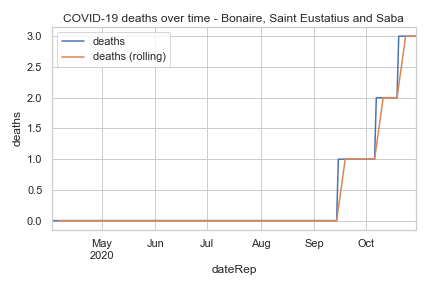 COVID-19 deaths over time - Bonaire, Saint Eustatius and Saba
deaths
deaths (rolling)
3.0
2.5
2.0
1.5
1.0
0.5
0.0
deaths
May
2020
Jun
Jul
Aug
Sep
Oct
dateRep